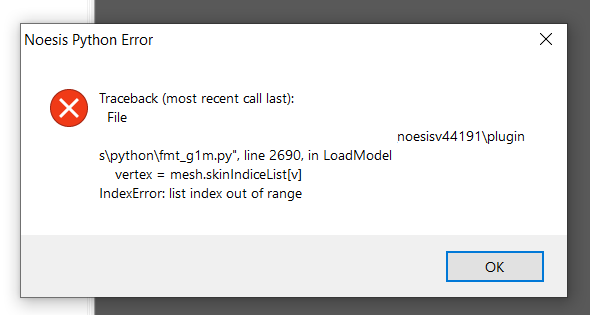 Noesis Python Error
Traceback (most recent call last):
File
noesisv44191\plugin
s\python\fmt_g1m.py", line 2690, in LoadModel
vertex = mesh.skinIndiceList[v]
IndexError: list index out of range
OK